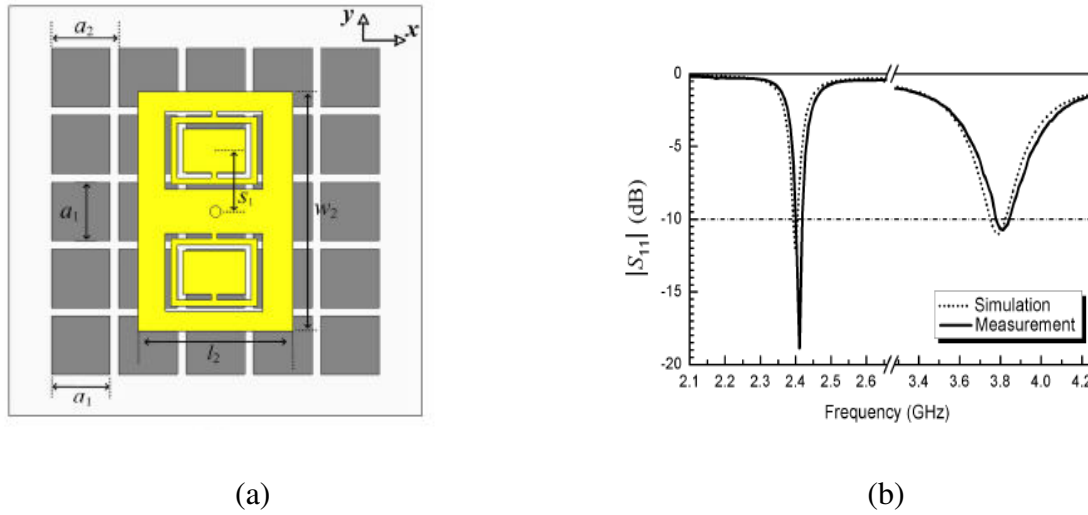 a2
y
x
a1
s1
w2
l2
a1
(a)
|S11| (dB)
0
-5
-10
-15
-20
Simulation
Measurement
2.1 2.2 2.3 2.4 2.5 2.6 3.4 3.6 3.8 4.0 4.2
Frequency (GHz)
(b)